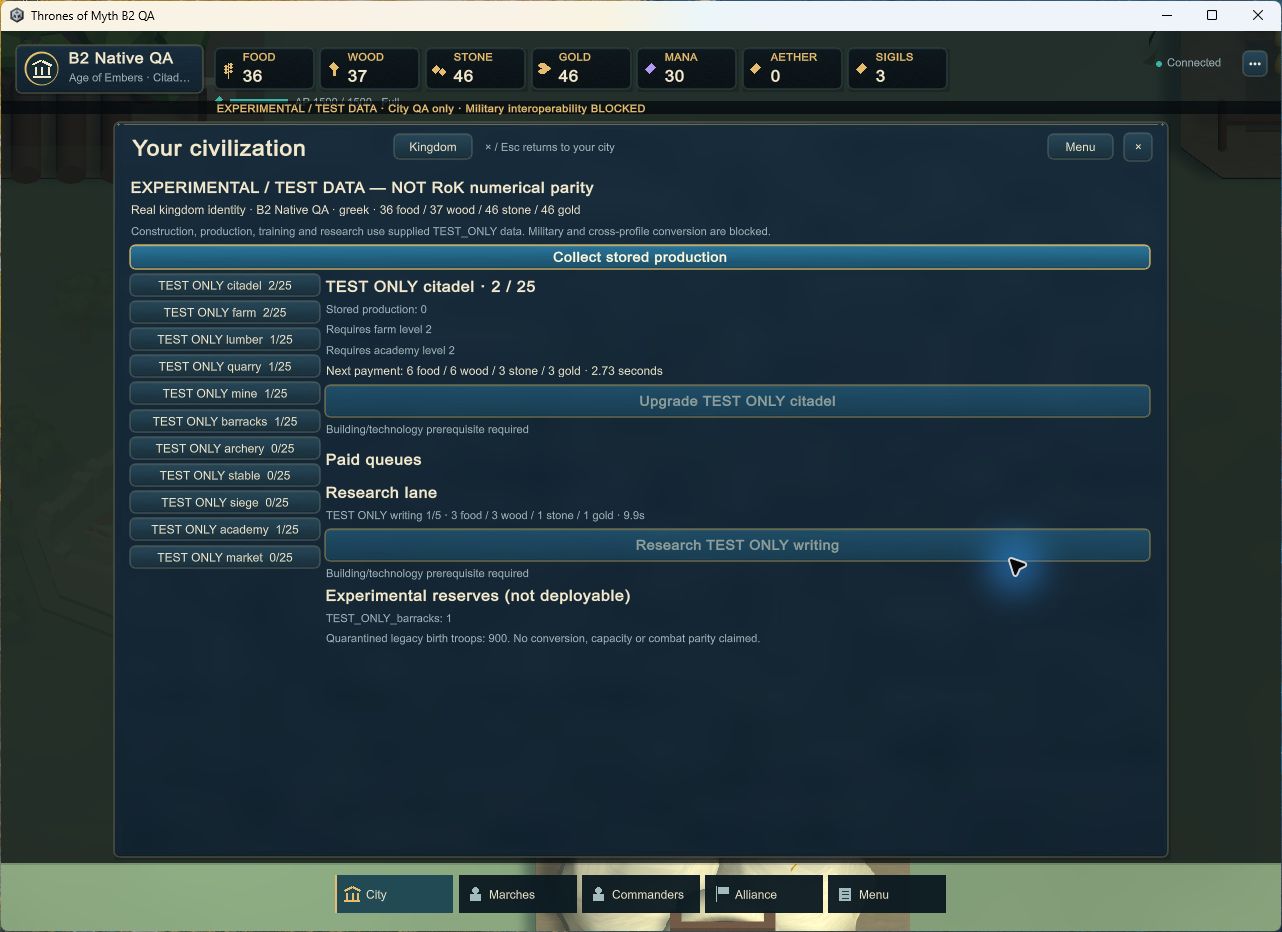 Thrones of Myth B2 QA
B2 Native QA
Age of Embers · Citad...
FOOD
36
WOOD
37
STONE
46
GOLD
46
MANA
30
AETHER
0
SIGILS
3
Connected
AP 1500 / 1500 · Full
EXPERIMENTAL / TEST DATA · City QA only · Military interoperability BLOCKED
Your civilization
Kingdom
× / Esc returns to your city
Menu
×
EXPERIMENTAL / TEST DATA — NOT RoK numerical parity
Real kingdom identity · B2 Native QA · greek · 36 food / 37 wood / 46 stone / 46 gold
Construction, production, training and research use supplied TEST_ONLY data. Military and cross-profile conversion are blocked.
Collect stored production
TEST ONLY citadel 2/25
TEST ONLY farm 2/25
TEST ONLY lumber 1/25
TEST ONLY quarry 1/25
TEST ONLY mine 1/25
TEST ONLY barracks 1/25
TEST ONLY archery 0/25
TEST ONLY stable 0/25
TEST ONLY siege 0/25
TEST ONLY academy 1/25
TEST ONLY market 0/25
TEST ONLY citadel · 2 / 25
Stored production: 0
Requires farm level 2
Requires academy level 2
Next payment: 6 food / 6 wood / 3 stone / 3 gold · 2.73 seconds
Upgrade TEST ONLY citadel
Building/technology prerequisite required
Paid queues
Research lane
TEST ONLY writing 1/5 · 3 food / 3 wood / 1 stone / 1 gold · 9.9s
Research TEST ONLY writing
Building/technology prerequisite required
Experimental reserves (not deployable)
TEST_ONLY_barracks: 1
Quarantined legacy birth troops: 900. No conversion, capacity or combat parity claimed.
City
Marches
Commanders
Alliance
Menu